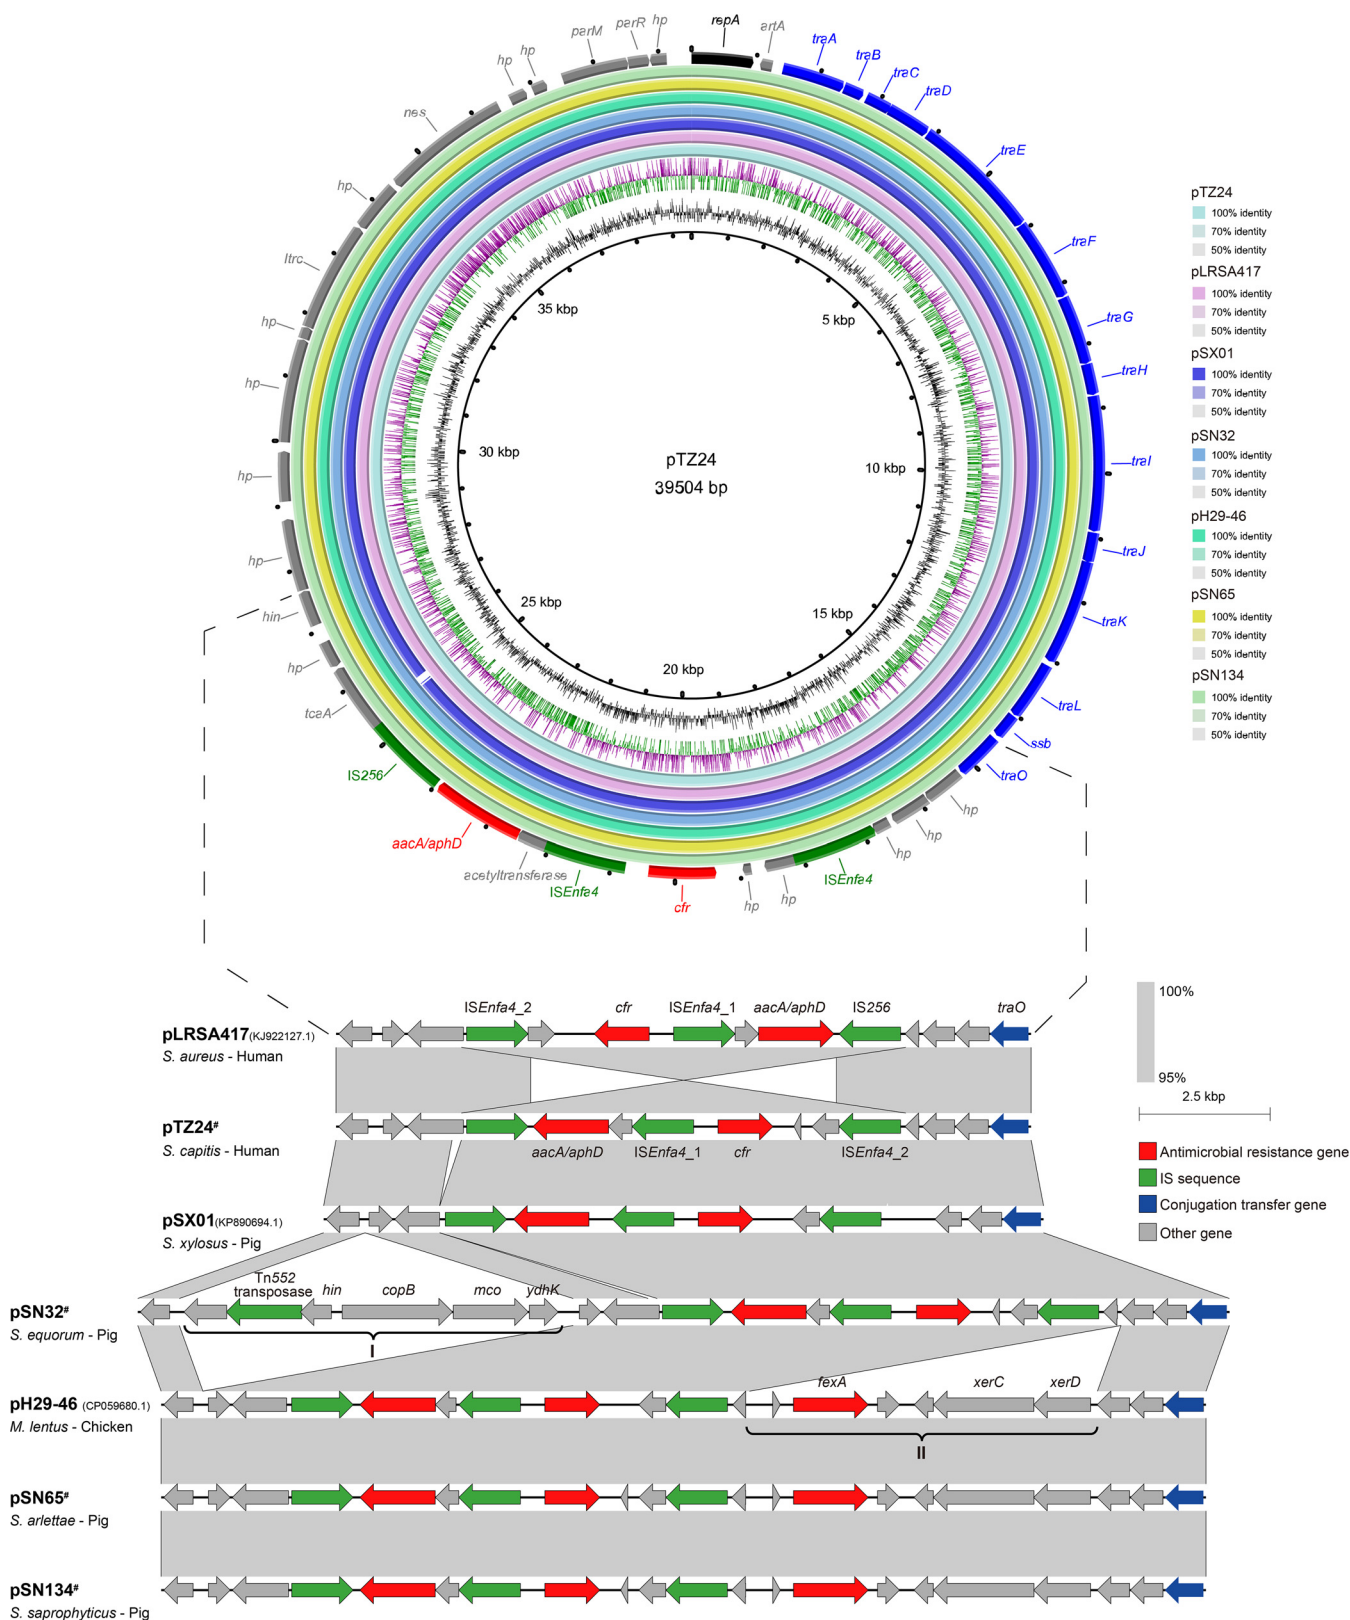 hp
hp
parM
parR
hp
repA
artA
traA
traB
traC
traD
traE
traF
traG
traH
traI
traJ
traK
traL
ssb
traO
hp
hp
hp
ISEnfa4
hp
hp
cfr
ISEnfa4
acetyltransferase
aacA/aphD
IS256
tcaA
hp
hin
hp
hp
hp
hp
ltrc
hp
nes
5 kbp
10 kbp
15 kbp
20 kbp
25 kbp
30 kbp
35 kbp
pTZ24
39504 bp
pTZ24
100% identity
70% identity
50% identity
pLRSA417
100% identity
70% identity
50% identity
pSX01
100% identity
70% identity
50% identity
pSN32
100% identity
70% identity
50% identity
pH29-46
100% identity
70% identity
50% identity
pSN65
100% identity
70% identity
50% identity
pSN134
100% identity
70% identity
50% identity
ISEnfa4_2 cfr ISEnfa4_1 aacA/aphD IS256 traO
pLRSA417(KJ922127.1)
S. aureus - Human
pTZ24#
S. capitis - Human
aacA/aphD ISEnfa4_1 cfr ISEnfa4_2
pSX01(KP890694.1)
S. xylosus - Pig
Tn552
transposase hin copB mco ydhK
pSN32#
S. equorum - Pig
I
fexA xerC xerD
pH29-46 (CP059680.1)
M. lentus - Chicken
II
pSN65#
S. arlettae - Pig
pSN134#
S. saprophyticus - Pig
100%
95%
2.5 kbp
Antimicrobial resistance gene
IS sequence
Conjugation transfer gene
Other gene